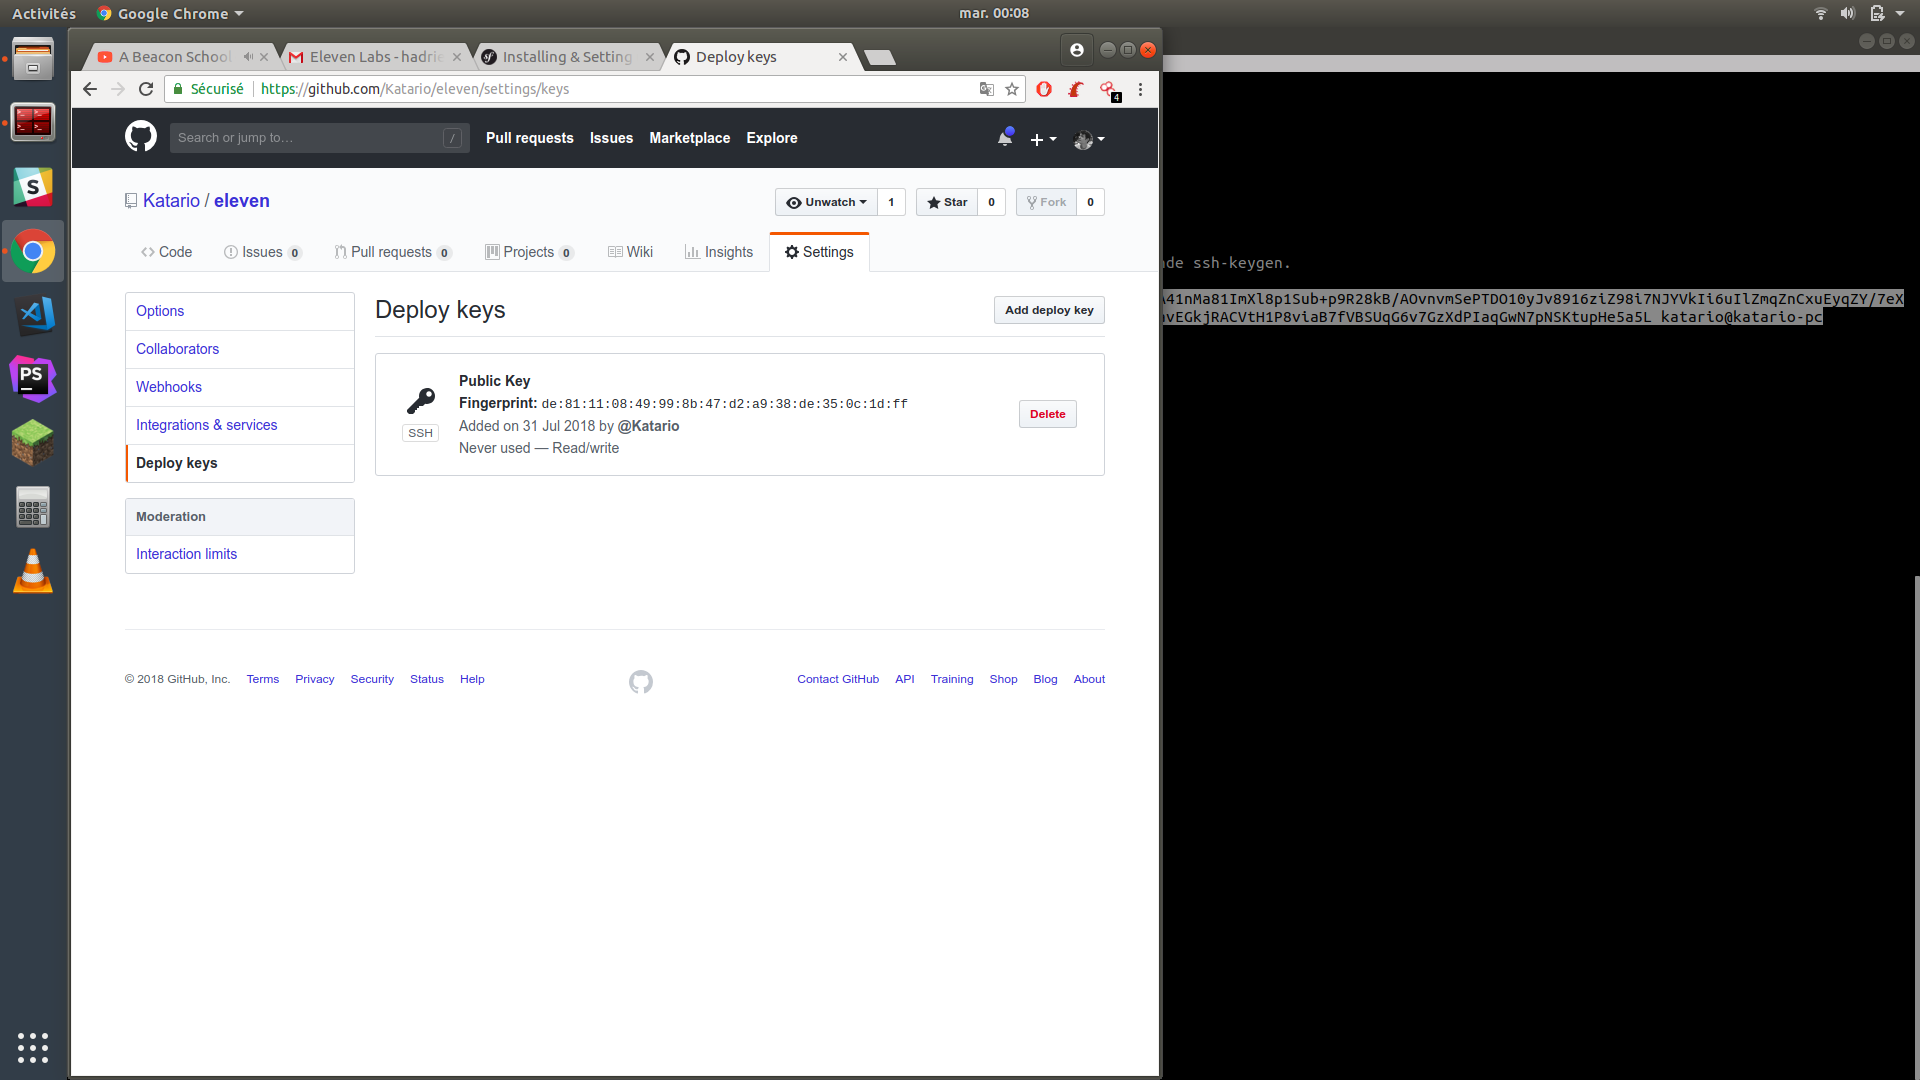 Activités
Google Chrome
mar. 00:08
A Beacon School
Eleven Labs - hadrie
Installing & Setting
Deploy keys
Sécurisé
https://github.com/Katario/eleven/settings/keys
4
Search or jump to…
/
Pull requests
Issues
Marketplace
Explore
Katario / eleven
Unwatch
1
Star
0
Fork
0
Code
Issues 0
Pull requests 0
Projects 0
Wiki
Insights
Settings
Options
Collaborators
Webhooks
Integrations & services
Deploy keys
Moderation
Interaction limits
Deploy keys
Add deploy key
SSH
Public Key
Fingerprint: de:81:11:08:49:99:8b:47:d2:a9:38:de:35:0c:1d:ff
Added on 31 Jul 2018 by @Katario
Never used — Read/write
Delete
© 2018 GitHub, Inc.
Terms
Privacy
Security
Status
Help
Contact GitHub
API
Training
Shop
Blog
About
S
PS
de ssh-keygen.
41nMa81ImXl8p1Sub+p9R28kB/AOvnvmSePTDO10yJv8916ziZ98i7NJYVkIi6uIlZmqZnCxuEyqZY/7eX
vEGkjRACVtH1P8viaB7fVBSUqG6v7GzXdPIaqGwN7pNSKtupHe5a5L katario@katario-pc